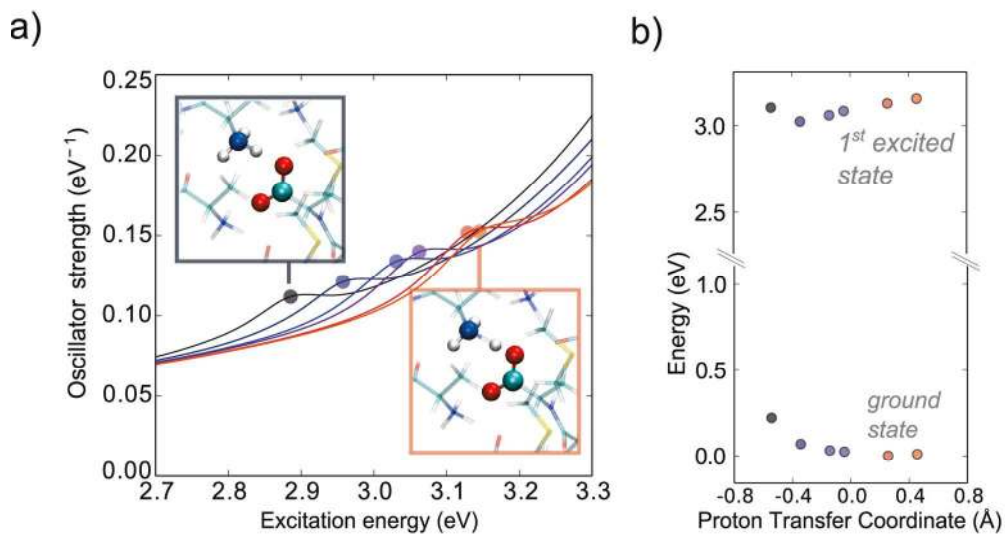 a)
0.25
0.20
0.15
0.10
0.05
0.00
Oscillator strength (eV⁻¹)
2.7 2.8 2.9 3.0 3.1 3.2 3.3
Excitation energy (eV)
b)
3.0
2.5
1.0
0.5
0.0
Energy (eV)
1st excited
state
ground
state
-0.8 -0.4 0.0 0.4 0.8
Proton Transfer Coordinate (Å)